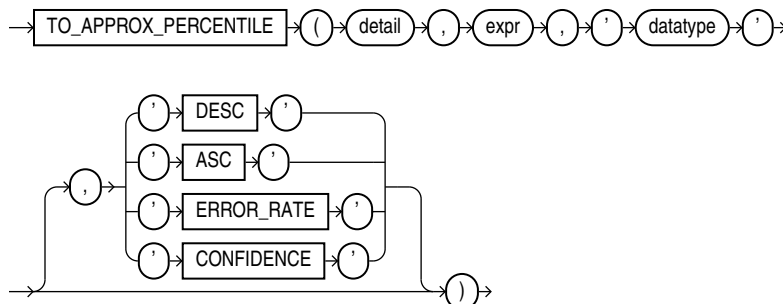 TO_APPROX_PERCENTILE ( detail , expr , ’ datatype ’
’ DESC ’
’ ASC ’
, ’ ERROR_RATE ’
’ CONFIDENCE ’
)